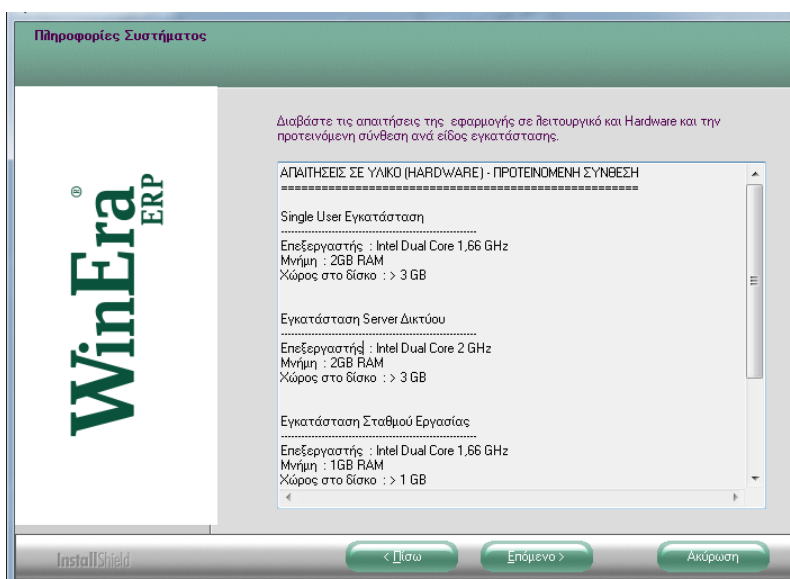 Πληροφορίες Συστήματος
WinEra®
ERP
Διαβάστε τις απαιτήσεις της εφαρμογής σε λειτουργικό και Hardware και την
προτεινόμενη σύνθεση ανά είδος εγκατάστασης.
ΑΠΑΙΤΗΣΕΙΣ ΣΕ ΥΛΙΚΟ (HARDWARE) - ΠΡΟΤΕΙΝΟΜΕΝΗ ΣΥΝΘΕΣΗ
=====================================================
Single User Εγκατάσταση
-----------------------------------------------------
Επεξεργαστής : Intel Dual Core 1,66 GHz
Μνήμη : 2GB RAM
Χώρος στο δίσκο : > 3 GB
Εγκατάσταση Server Δικτύου
-----------------------------------------------------
Επεξεργαστής : Intel Dual Core 2 GHz
Μνήμη : 2GB RAM
Χώρος στο δίσκο : > 3 GB
Εγκατάσταση Σταθμού Εργασίας
-----------------------------------------------------
Επεξεργαστής : Intel Dual Core 1,66 GHz
Μνήμη : 1GB RAM
Χώρος στο δίσκο : > 1 GB
InstallShield
< Πίσω
Επόμενο >
Ακύρωση